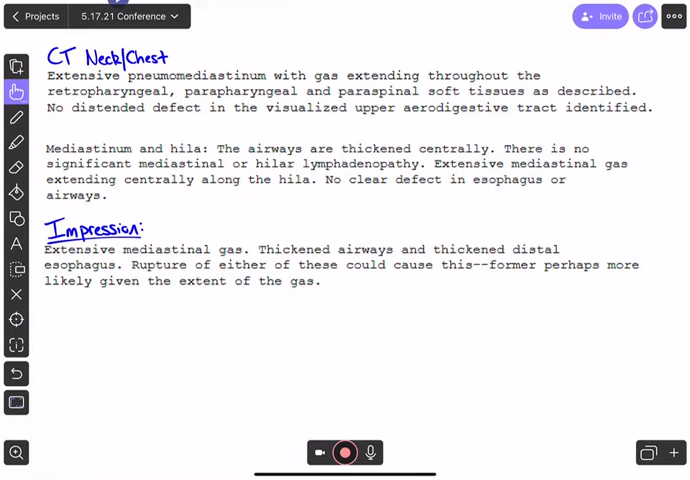 Projects
5.17.21 Conference
Invite
CT Neck/Chest
Extensive pneumomediastinum with gas extending throughout the
retropharyngeal, parapharyngeal and paraspinal soft tissues as described.
No distended defect in the visualized upper aerodigestive tract identified.
Mediastinum and hila: The airways are thickened centrally. There is no
significant mediastinal or hilar lymphadenopathy. Extensive mediastinal gas
extending centrally along the hila. No clear defect in esophagus or
airways.
Impression:
Extensive mediastinal gas. Thickened airways and thickened distal
esophagus. Rupture of either of these could cause this--former perhaps more
likely given the extent of the gas.